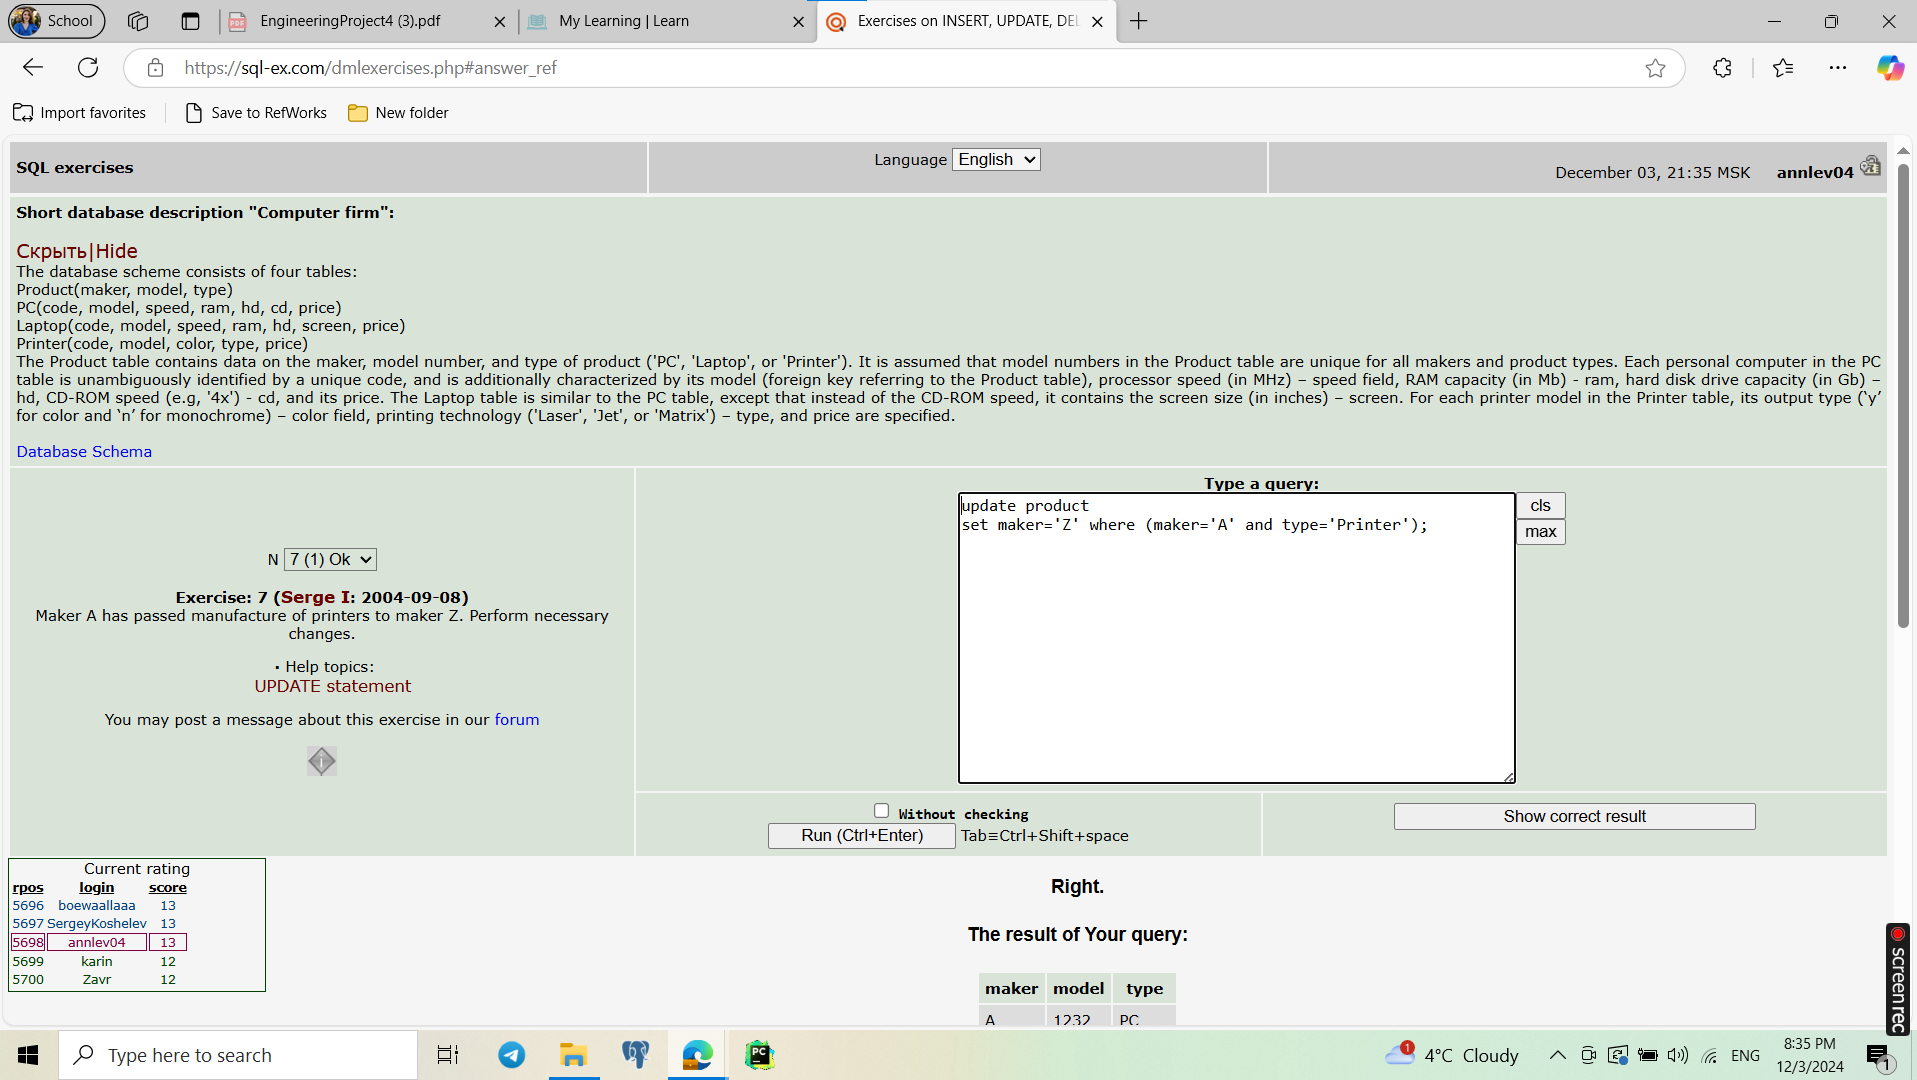 School
EngineeringProject4 (3).pdf
My Learning | Learn
Exercises on INSERT, UPDATE, DEL
https://sql-ex.com/dmlexercises.php#answer_ref
Import favorites
Save to RefWorks
New folder
SQL exercises
Language English
December 03, 21:35 MSK annlev04
Short database description "Computer firm":
Скрыть|Hide
The database scheme consists of four tables:
Product(maker, model, type)
PC(code, model, speed, ram, hd, cd, price)
Laptop(code, model, speed, ram, hd, screen, price)
Printer(code, model, color, type, price)
The Product table contains data on the maker, model number, and type of product ('PC', 'Laptop', or 'Printer'). It is assumed that model numbers in the Product table are unique for all makers and product types. Each personal computer in the PC
table is unambiguously identified by a unique code, and is additionally characterized by its model (foreign key referring to the Product table), processor speed (in MHz) – speed field, RAM capacity (in Mb) - ram, hard disk drive capacity (in Gb) –
hd, CD-ROM speed (e.g, '4x') - cd, and its price. The Laptop table is similar to the PC table, except that instead of the CD-ROM speed, it contains the screen size (in inches) – screen. For each printer model in the Printer table, its output type (‘y’
for color and ‘n’ for monochrome) – color field, printing technology ('Laser', 'Jet', or 'Matrix') – type, and price are specified.
Database Schema
N 7 (1) Ok
Exercise: 7 (Serge I: 2004-09-08)
Maker A has passed manufacture of printers to maker Z. Perform necessary
changes.
• Help topics:
UPDATE statement
You may post a message about this exercise in our forum
Type a query:
update product
set maker='Z' where (maker='A' and type='Printer');
cls
max
Without checking
Run (Ctrl+Enter) Tab≡Ctrl+Shift+space
Show correct result
Current rating
rpos login score
5696 boewaallaaa 13
5697 SergeyKoshelev 13
5698 annlev04 13
5699 karin 12
5700 Zavr 12
Right.
The result of Your query:
maker model type
A 1232 PC
screen rec
Type here to search
PC
1
4°C Cloudy
ENG
8:35 PM
12/3/2024
1